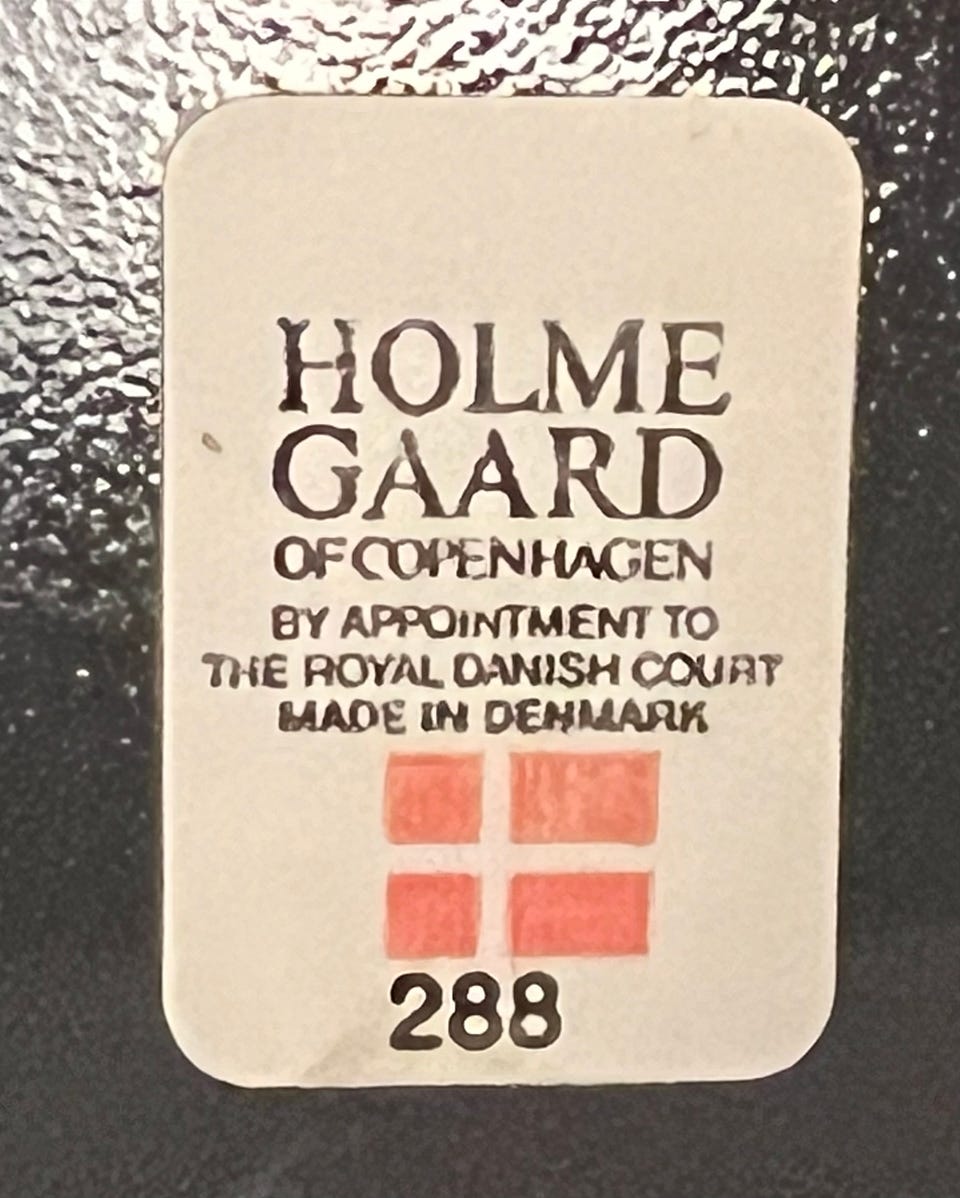 HOLME
GAARD
OF COPENHAGEN
BY APPOINTMENT TO
THE ROYAL DANISH COURT
MADE IN DENMARK
288